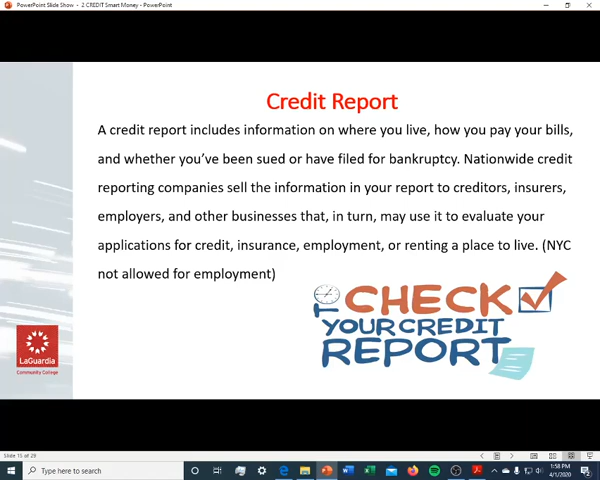 PowerPoint Slide Show - 2 CREDIT Smart Money - PowerPoint
Credit Report
A credit report includes information on where you live, how you pay your bills,
and whether you've been sued or have filed for bankruptcy. Nationwide credit
reporting companies sell the information in your report to creditors, insurers,
employers, and other businesses that, in turn, may use it to evaluate your
applications for credit, insurance, employment, or renting a place to live. (NYC
not allowed for employment)
CHECK
YOUR CREDIT
REPORT
LaGuardia
Community College
Slide 15 of 29
Type here to search
1:58 PM
4/1/2020
2